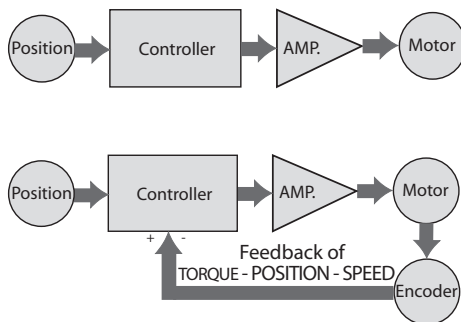 Position
Controller
AMP.
Motor
Position
Controller
AMP.
Motor
+ -
Feedback of
TORQUE - POSITION - SPEED
Encoder